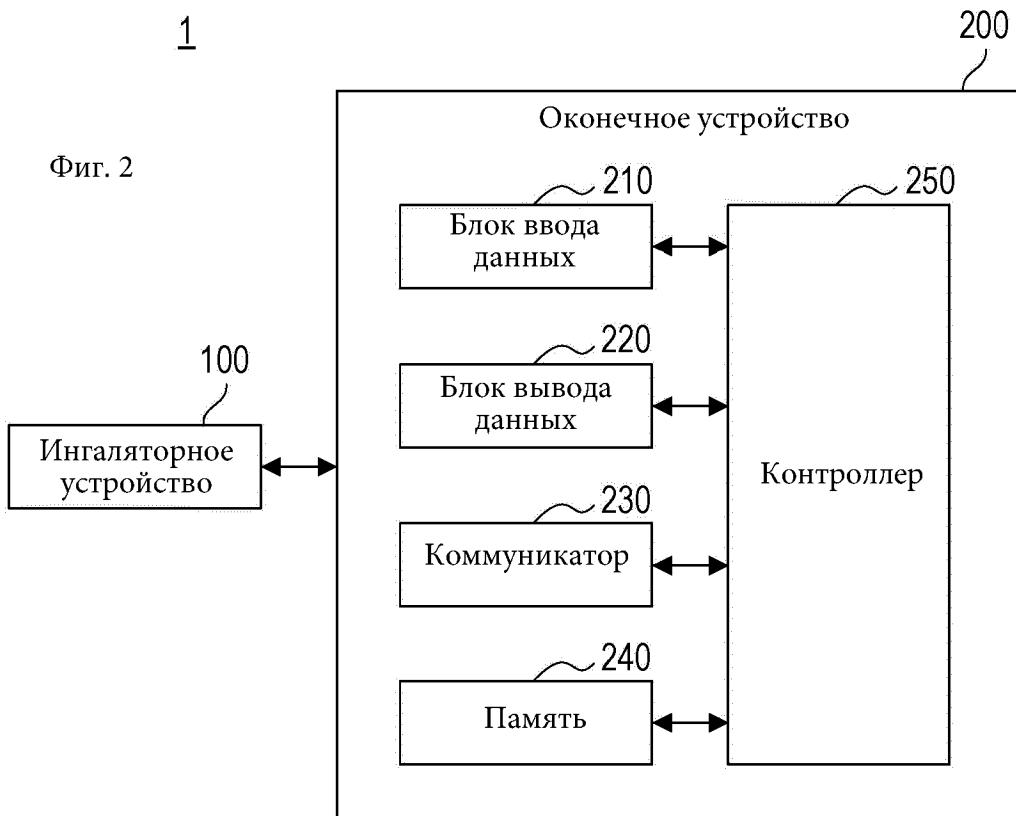 1
200
Оконечное устройство
Фиг. 2
210
250
Блок ввода
данных
220
100
Блок вывода
данных
Ингаляторное
устройство
Контроллер
230
Коммуникатор
240
Память